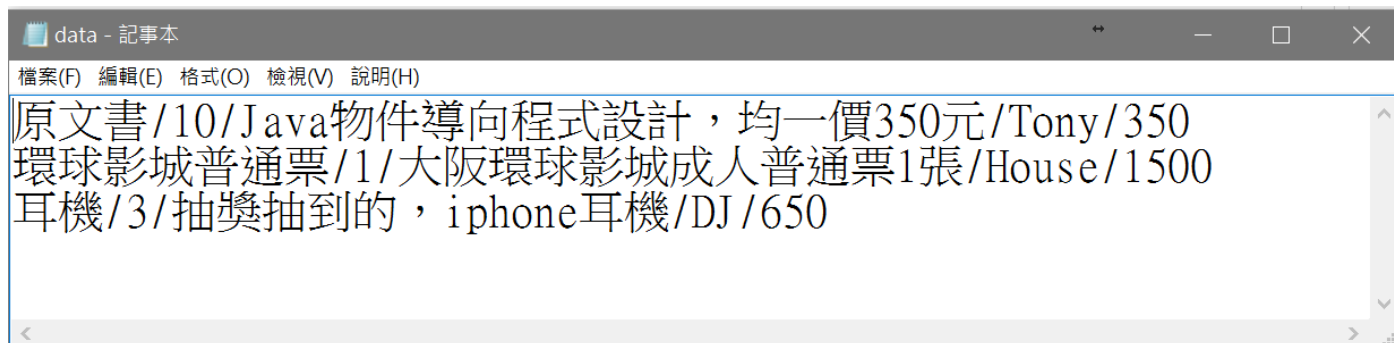 data - 記事本
檔案(F) 編輯(E) 格式(O) 檢視(V) 說明(H)
原文書/10/Java物件導向程式設計，均一價350元/Tony/350
環球影城普通票/1/大阪環球影城成人普通票1張/House/1500
耳機/3/抽獎抽到的，iphone耳機/DJ/650